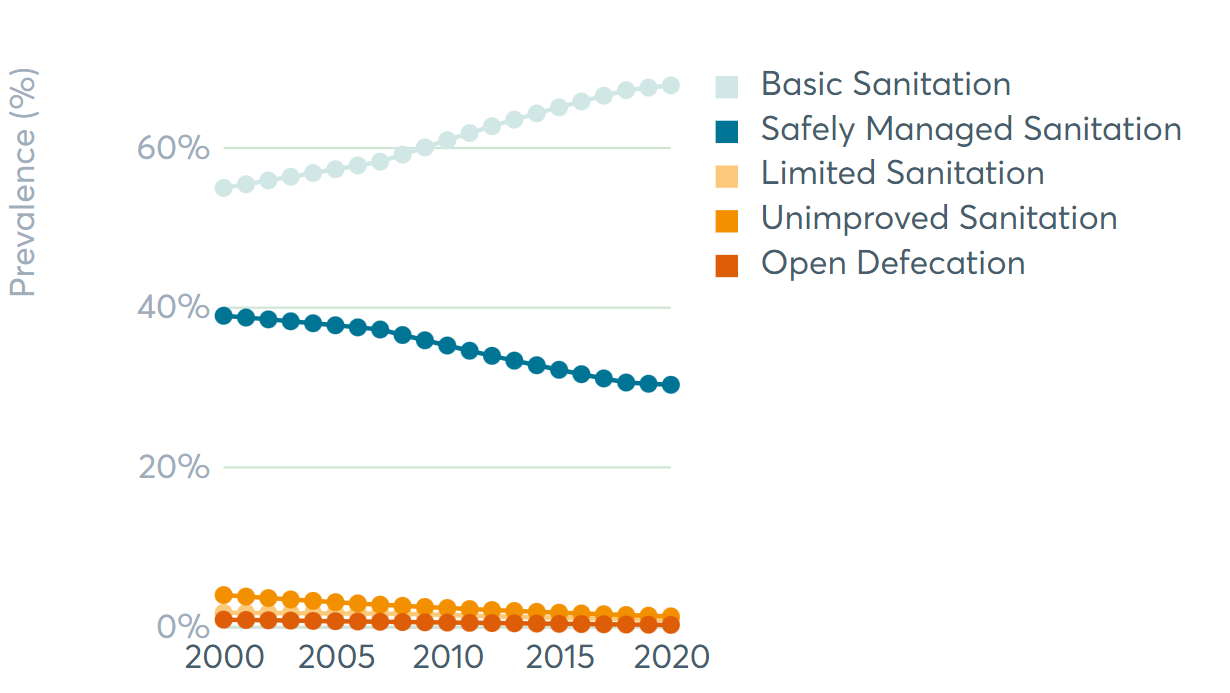 Prevalence (%)
60%
40%
20%
0%
2000 2005 2010 2015 2020
Basic Sanitation
Safely Managed Sanitation
Limited Sanitation
Unimproved Sanitation
Open Defecation